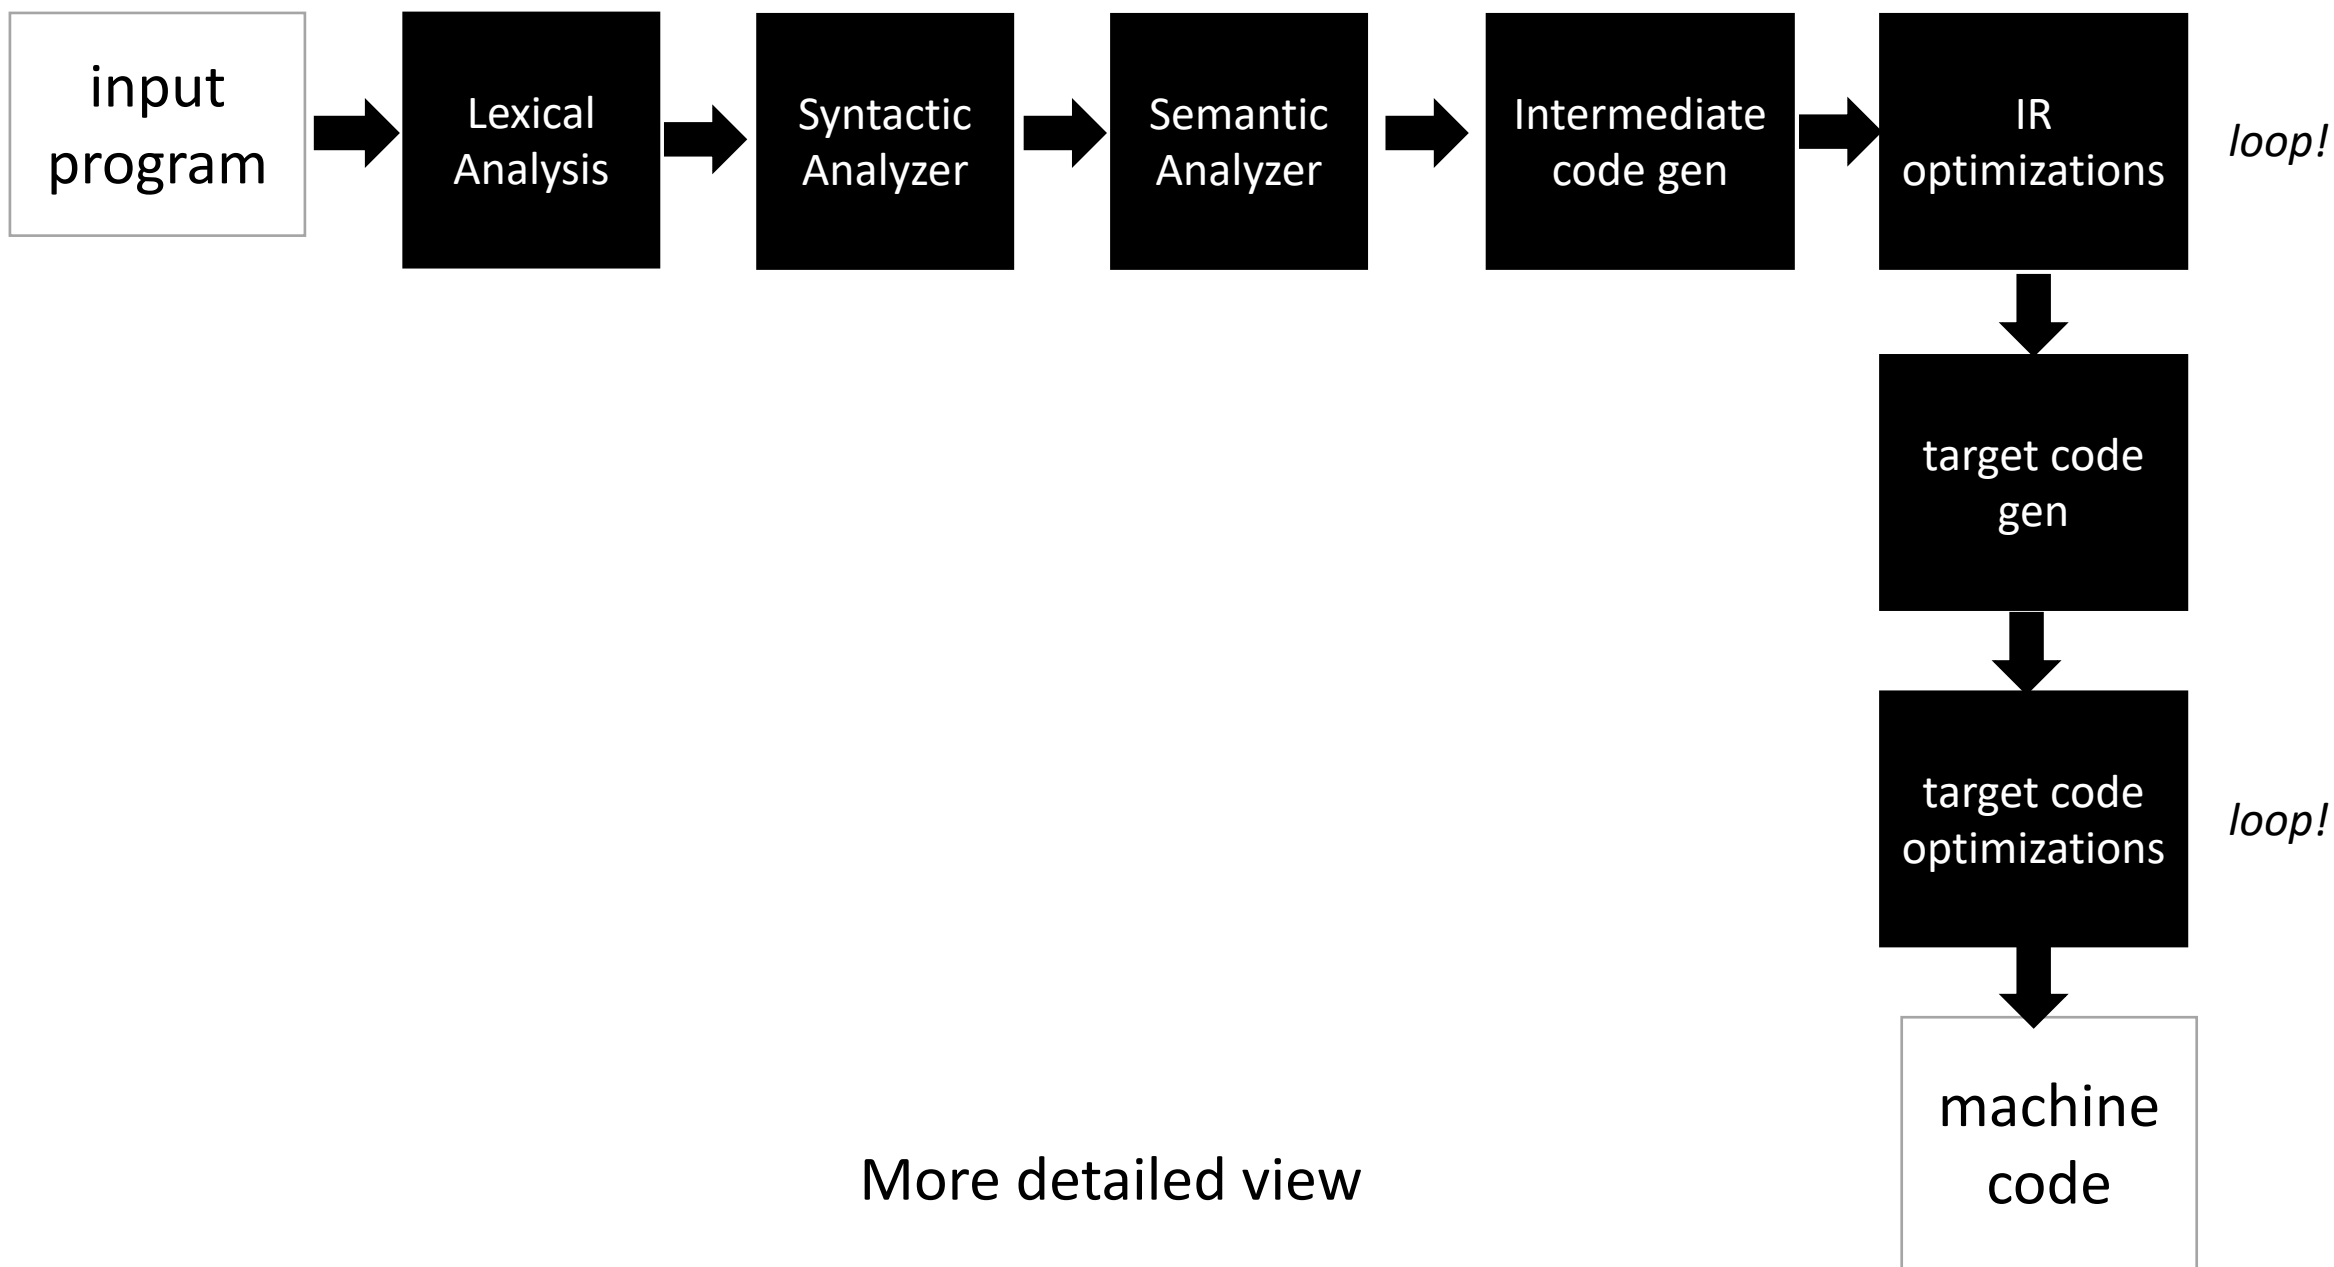 input
program
Lexical
Analysis
Syntactic
Analyzer
Semantic
Analyzer
Intermediate
code gen
IR
optimizations
loop!
target code
gen
target code
optimizations
loop!
machine
code
More detailed view